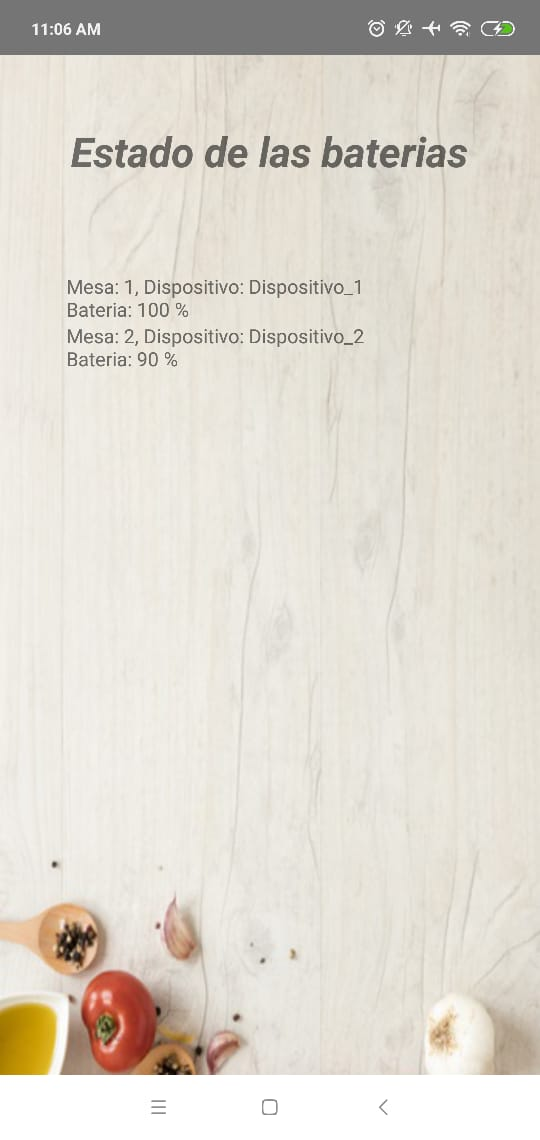 11:06 AM
Estado de las baterias
Mesa: 1, Dispositivo: Dispositivo_1
Bateria: 100 %
Mesa: 2, Dispositivo: Dispositivo_2
Bateria: 90 %